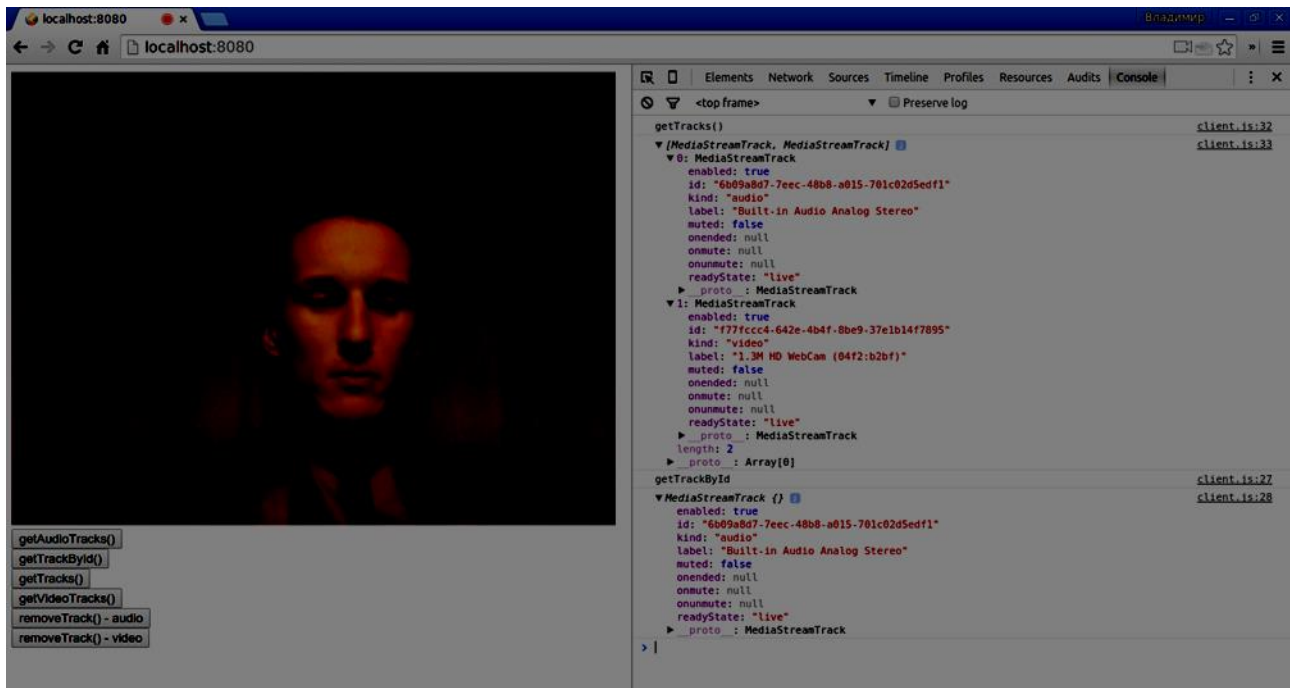 localhost:8080
Владимир
localhost:8080
getAudioTracks()
getTrackById()
getTracks()
getVideoTracks()
removeTrack() - audio
removeTrack() - video
Elements Network Sources Timeline Profiles Resources Audits Console
<top frame> Preserve log
getTracks() client.js:32
[MediaStreamTrack, MediaStreamTrack] client.js:33
0: MediaStreamTrack
enabled: true
id: "6b09a8d7-7eec-48b8-a015-701c02d5edf1"
kind: "audio"
label: "Built-in Audio Analog Stereo"
muted: false
onended: null
onmute: null
onunmute: null
readyState: "live"
__proto__: MediaStreamTrack
1: MediaStreamTrack
enabled: true
id: "f77fccc4-642e-4b4f-8be9-37e1b14f7895"
kind: "video"
label: "1.3M HD WebCam (04f2:b2bf)"
muted: false
onended: null
onmute: null
onunmute: null
readyState: "live"
__proto__: MediaStreamTrack
length: 2
__proto__: Array[0]
getTrackById client.js:27
MediaStreamTrack {} client.js:28
enabled: true
id: "6b09a8d7-7eec-48b8-a015-701c02d5edf1"
kind: "audio"
label: "Built-in Audio Analog Stereo"
muted: false
onended: null
onmute: null
onunmute: null
readyState: "live"
__proto__: MediaStreamTrack